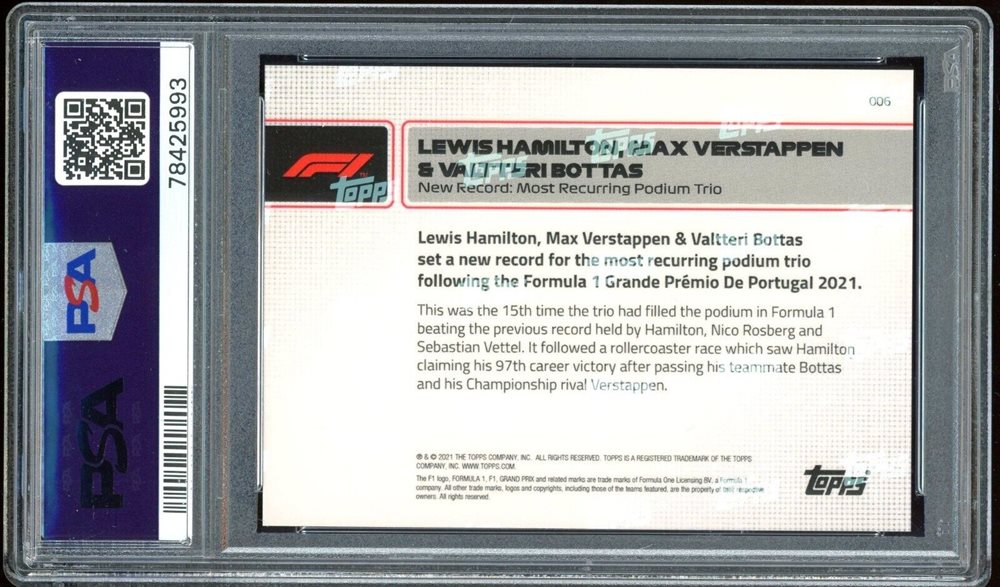 78425993
PSA
PSA
006
F1
LEWIS HAMILTON, MAX VERSTAPPEN
& VALTTERI BOTTAS
New Record: Most Recurring Podium Trio
Lewis Hamilton, Max Verstappen & Valtteri Bottas
set a new record for the most recurring podium trio
following the Formula 1 Grande Prémio De Portugal 2021.
This was the 15th time the trio had filled the podium in Formula 1
beating the previous record held by Hamilton, Nico Rosberg and
Sebastian Vettel. It followed a rollercoaster race which saw Hamilton
claiming his 97th career victory after passing his teammate Bottas
and his Championship rival Verstappen.
® & © 2021 THE TOPPS COMPANY, INC. ALL RIGHTS RESERVED. TOPPS IS A REGISTERED TRADEMARK OF THE TOPPS
COMPANY, INC. WWW.TOPPS.COM
The F1 logo, FORMULA 1, F1, GRAND PRIX and related marks are trade marks of Formula One Licensing BV, a Formula 1
company. All other trade marks, logos and copyrights, including those of the teams featured, are the property of their respective
owners. All rights reserved.
Topps